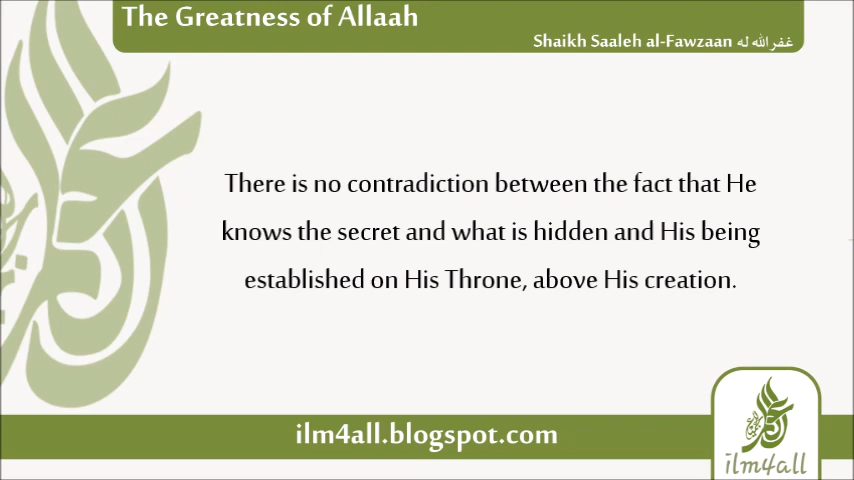 The Greatness of Allaah
Shaikh Saaleh al-Fawzaan غفر الله له
There is no contradiction between the fact that He
knows the secret and what is hidden and His being
established on His Throne, above His creation.
ilm4all.blogspot.com
ilm4all